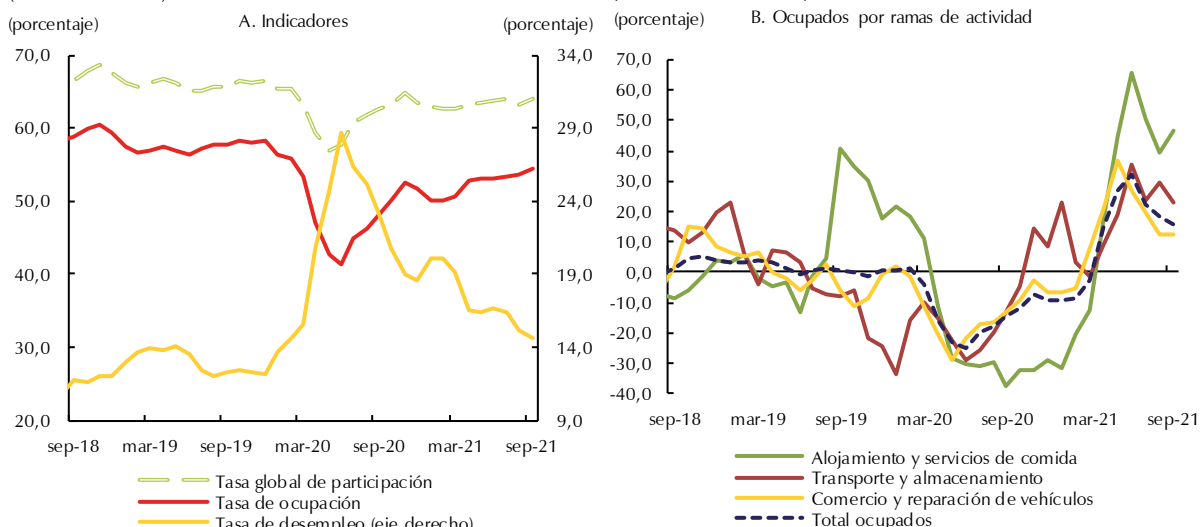 (porcentaje)
A. Indicadores
(porcentaje)
70,0
60,0
50,0
40,0
30,0
20,0
34,0
29,0
24,0
19,0
14,0
9,0
sep-18 mar-19 sep-19 mar-20 sep-20 mar-21 sep-21
Tasa global de participación
Tasa de ocupación
Tasa de desempleo (eje derecho)
(porcentaje)
B. Ocupados por ramas de actividad
70,0
60,0
50,0
40,0
30,0
20,0
10,0
0,0
-10,0
-20,0
-30,0
-40,0
sep-18 mar-19 sep-19 mar-20 sep-20 mar-21 sep-21
Alojamiento y servicios de comida
Transporte y almacenamiento
Comercio y reparación de vehículos
Total ocupados